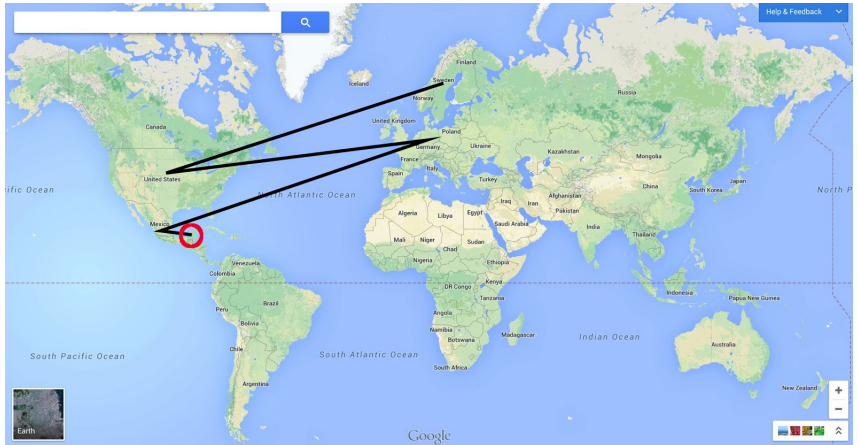 Help & Feedback
Finland
Iceland
Sweden
Norway
Russia
Canada
United Kingdom
Poland
Germany
Ukraine
Kazakhstan
Mongolia
France
Italy
Spain
Turkey
United States
China
South Korea
Japan
ific Ocean
North Atlantic Ocean
North P
Iraq
Iran
Afghanistan
Pakistan
Algeria
Libya
Egypt
Saudi Arabia
Mexico
India
Thailand
Mali
Niger
Chad
Sudan
Nigeria
Ethiopia
Venezuela
Colombia
DR Congo
Kenya
Tanzania
Indonesia
Papua New Guinea
Brazil
Peru
Angola
Bolivia
Namibia
Botswana
Madagascar
Indian Ocean
Australia
Chile
South Pacific Ocean
South Atlantic Ocean
South Africa
Argentina
New Zealand
+
−
Earth
Google